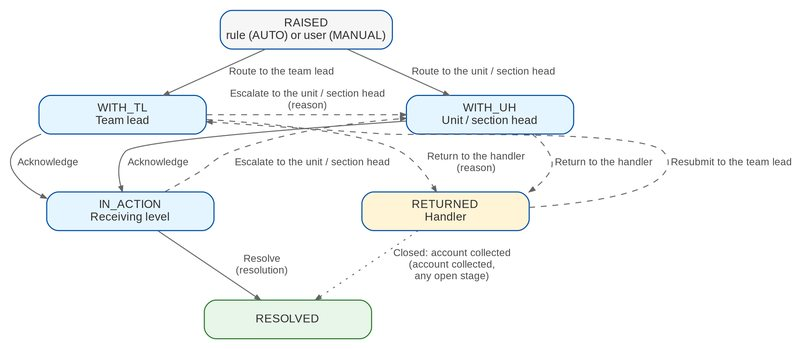 RAISED
rule (AUTO) or user (MANUAL)
Route to the team lead
Route to the unit / section head
Escalate to the unit / section head
(reason)
WITH_TL
Team lead
WITH_UH
Unit / section head
Acknowledge
Acknowledge
Escalate to the unit / section head
Return to the handler
(reason)
Return to the handler
Resubmit to the team lead
IN_ACTION
Receiving level
RETURNED
Handler
Resolve
(resolution)
Closed: account collected
(account collected,
any open stage)
RESOLVED